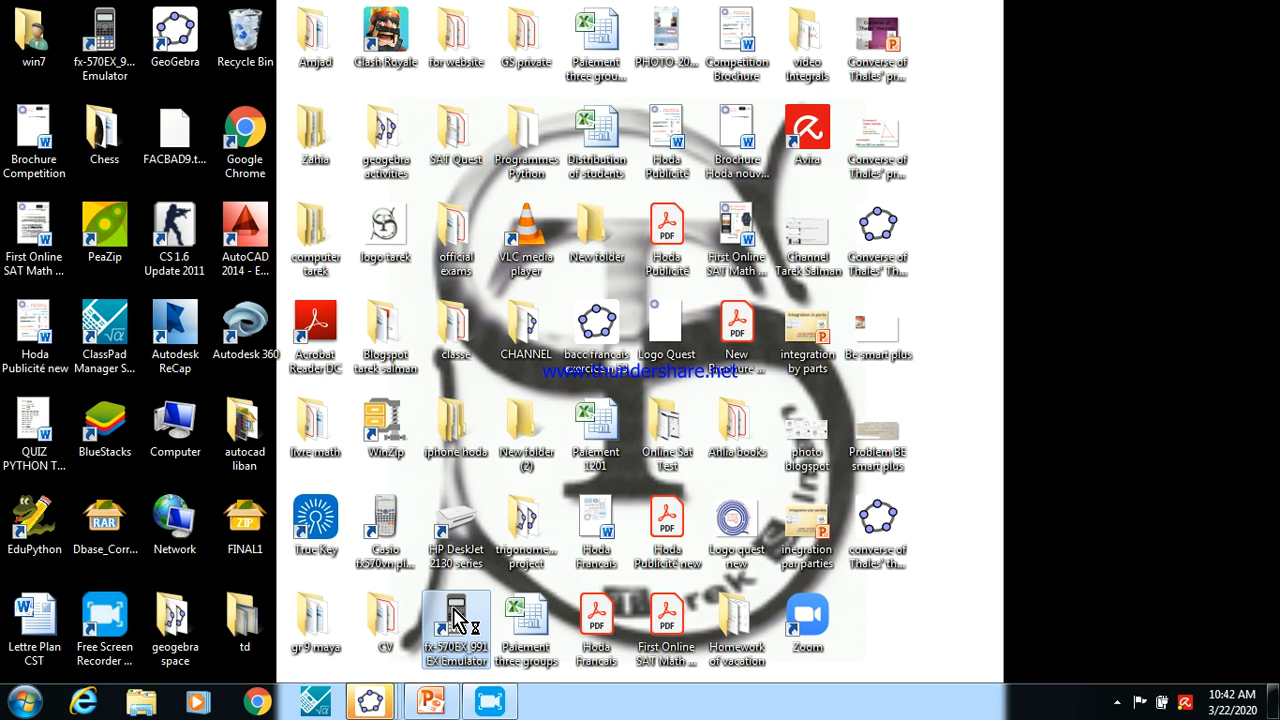 win7
fx-570EX_9...
Emulator
GeoGebra
Recycle Bin
Amjad
Clash Royale
for website
GS private
Paiement
three grou...
PHOTO-20...
Competition
Brochure
video
Integrals
Converse of
Thales' pr...
Brochure
Competition
Chess
FACBADet...
Google
Chrome
Zahia
geogebra
activities
SAT Quest
Programmes
Python
Distribution
of students
Hoda
Publicité
Brochure
Hoda nouv...
Avira
Converse of
Thales' pr...
First Online
SAT Math ...
PeaZip
CS 1.6
Update 2011
AutoCAD
2014 - E...
computer
tarek
logo tarek
official
exams
VLC media
player
New folder
Hoda
Publicité
First Online
SAT Math ...
Channel
Tarek Salman
Converse of
Thales' Th...
Hoda
Publicité new
ClassPad
Manager S...
Autodesk
ReCap
Autodesk 360
Acrobat
Reader DC
Blogspot
tarek salman
classe
CHANNEL
bacc francais
Logo Quest
New
Brochure ...
integration
by parts
Be smart plus
www.thundershare.net
QUIZ
PYTHON T...
BlueStacks
Computer
autocad
liban
livre math
WinZip
iphone hoda
New folder
(2)
Paiement
1201
Online Sat
Test
Ahlia books
photo
blogspot
Problem BE
smart plus
EduPython
Dbase_Corr...
Network
FINAL1
True Key
Casio
fx570vn pl...
HP DeskJet
2130 series
trigonome...
project
Hoda
Francais
Hoda
Publicité new
Logo quest
new
inegration
par parties
converse of
Thales' th...
Lettre Plan
CST
Free Screen
Recorder ...
geogebra
space
td
gr 9 maya
CV
fx-570EX_991
EX Emulator
Paiement
three groups
Hoda
Francais
First Online
SAT Math ...
Homework
of vacation
Zoom
10:42 AM
3/22/2020